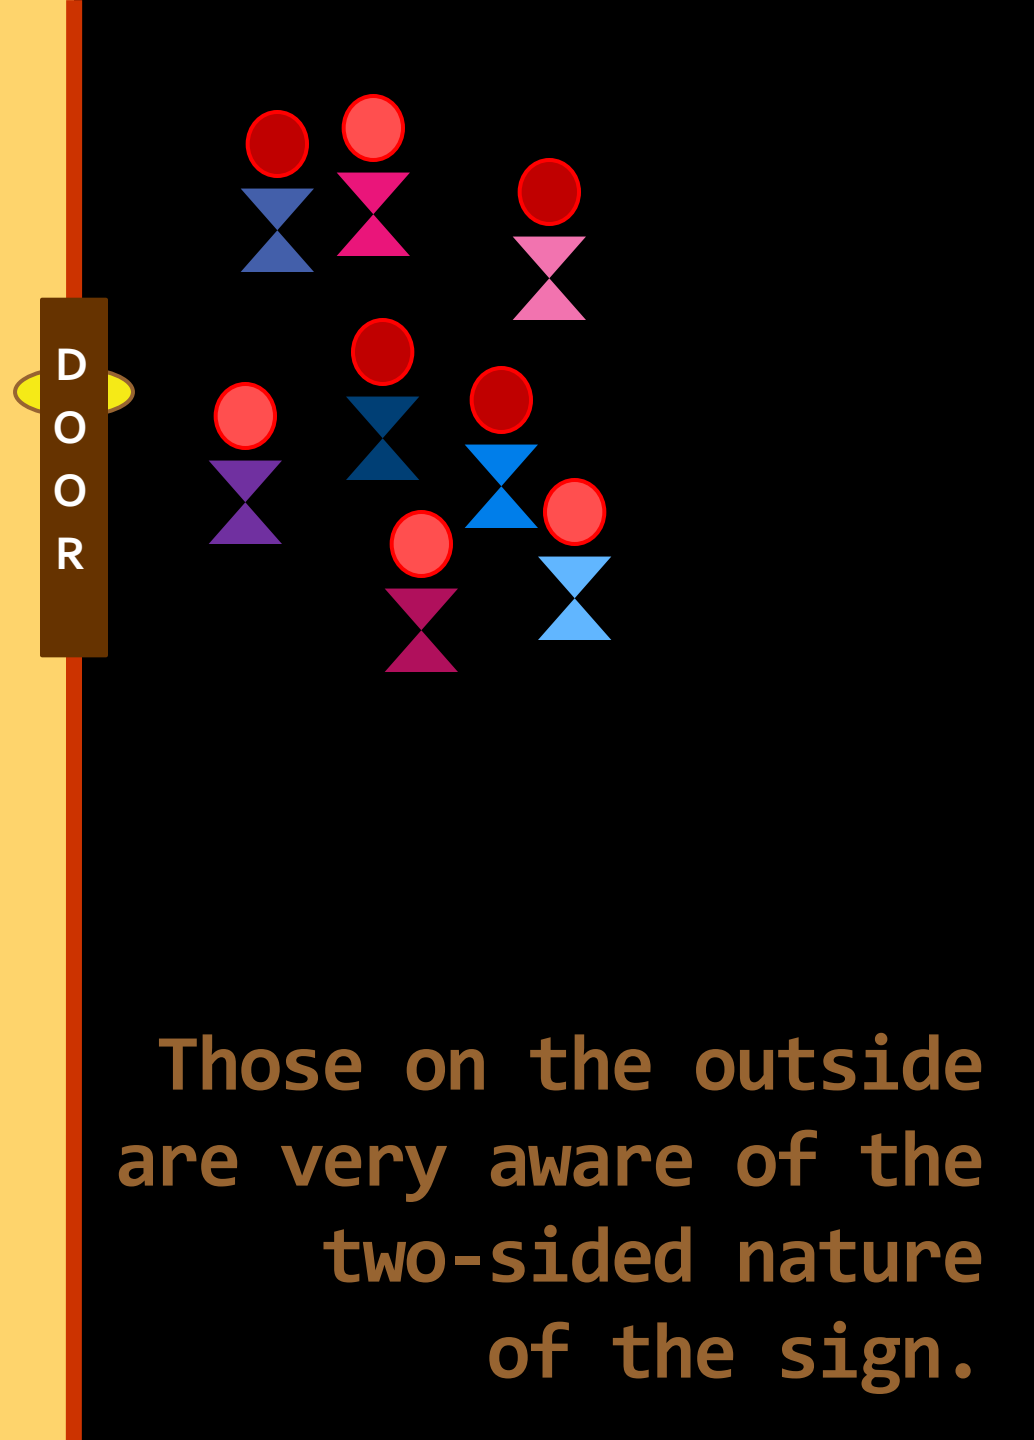 DOOR
Those on the outside
are very aware of the
two-sided nature
of the sign.